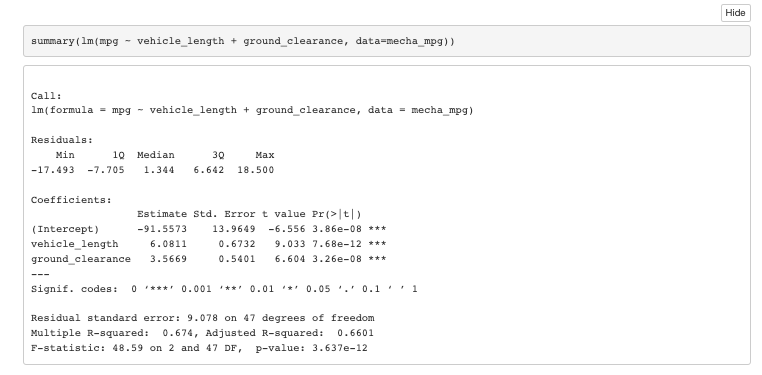 Hide
summary(lm(mpg ~ vehicle_length + ground_clearance, data=mecha_mpg))
Call:
lm(formula = mpg ~ vehicle_length + ground_clearance, data = mecha_mpg)
Residuals:
    Min      1Q  Median      3Q     Max
-17.493  -7.705   1.344   6.642  18.500
Coefficients:
                 Estimate Std. Error t value Pr(>|t|)
(Intercept)      -91.5573    13.9649  -6.556 3.86e-08 ***
vehicle_length     6.0811     0.6732   9.033 7.68e-12 ***
ground_clearance   3.5669     0.5401   6.604 3.26e-08 ***
---
Signif. codes:  0 ‘***’ 0.001 ‘**’ 0.01 ‘*’ 0.05 ‘.’ 0.1 ‘ ’ 1
Residual standard error: 9.078 on 47 degrees of freedom
Multiple R-squared:  0.674, Adjusted R-squared:  0.6601
F-statistic: 48.59 on 2 and 47 DF,  p-value: 3.637e-12